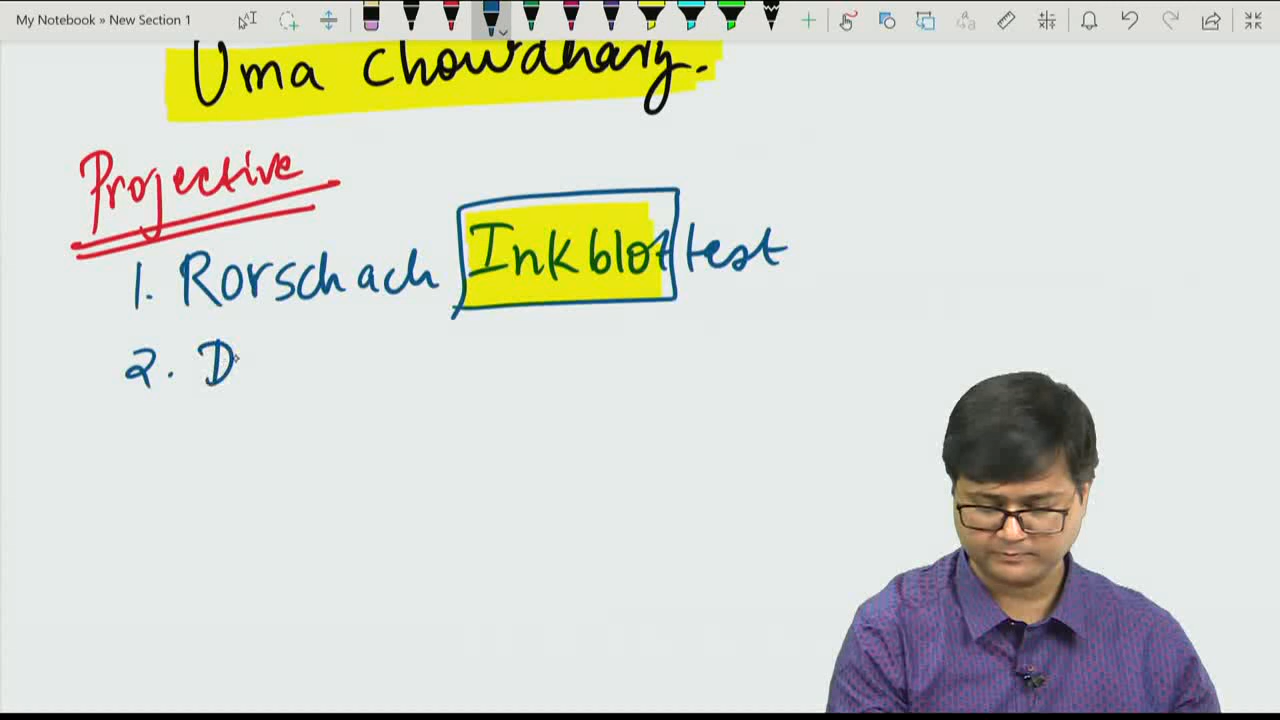 My Notebook » New Section 1
Uma Chowdhary.
Projective
1. Rorschach Inkblot test
2. D